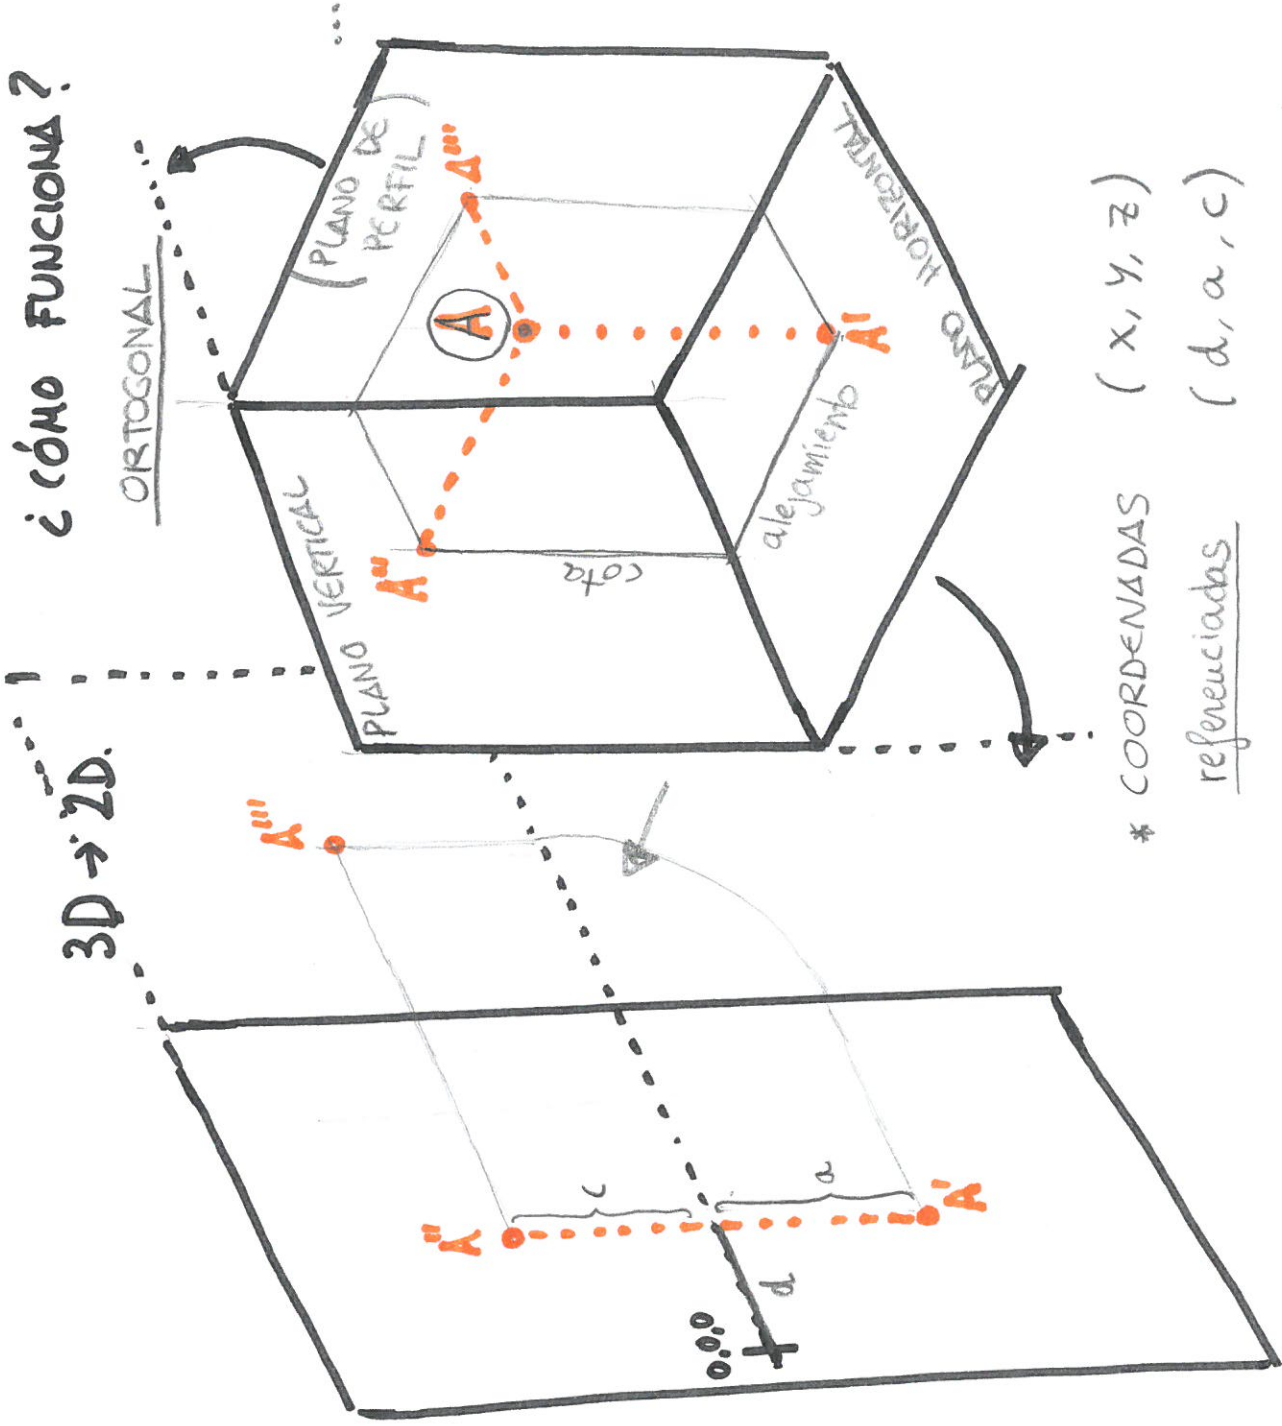 ¿CÓMO FUNCIONA?
ORTOGONAL
3D → 2D.
(PLANO DE
PERFIL)
PLANO VERTICAL
PLANO HORIZONTAL
A
A'''
A''
A'
cota
alejamiento
A'''
A''
A'
c
a
d
0.0.0
* COORDENADAS (x, y, z)
referenciadas (d, a, c)